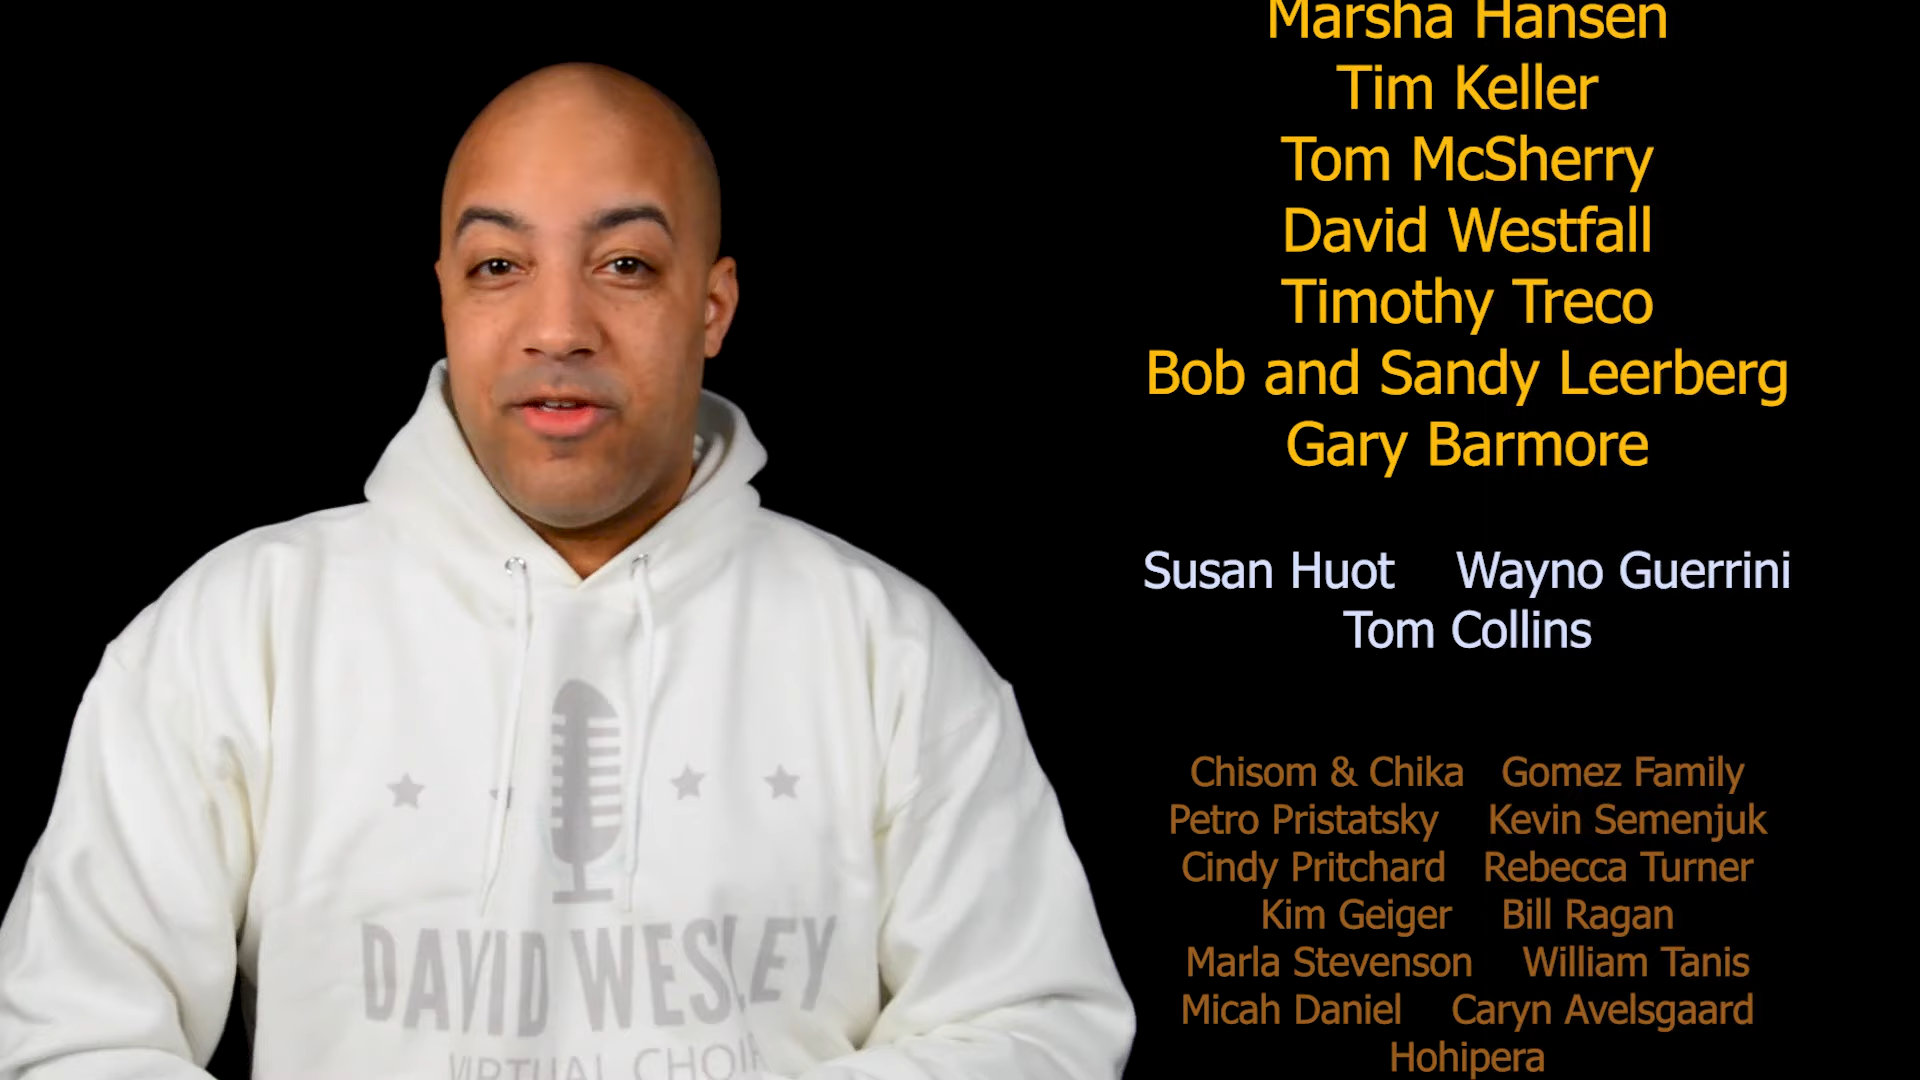 Marsha Hansen
Tim Keller
Tom McSherry
David Westfall
Timothy Treco
Bob and Sandy Leerberg
Gary Barmore
Susan Huot Wayno Guerrini
Tom Collins
Chisom & Chika Gomez Family
Petro Pristatsky Kevin Semenjuk
Cindy Pritchard Rebecca Turner
Kim Geiger Bill Ragan
Marla Stevenson William Tanis
Micah Daniel Caryn Avelsgaard
Hohipera
DAVID WESLEY
VIRTUAL CHOIR